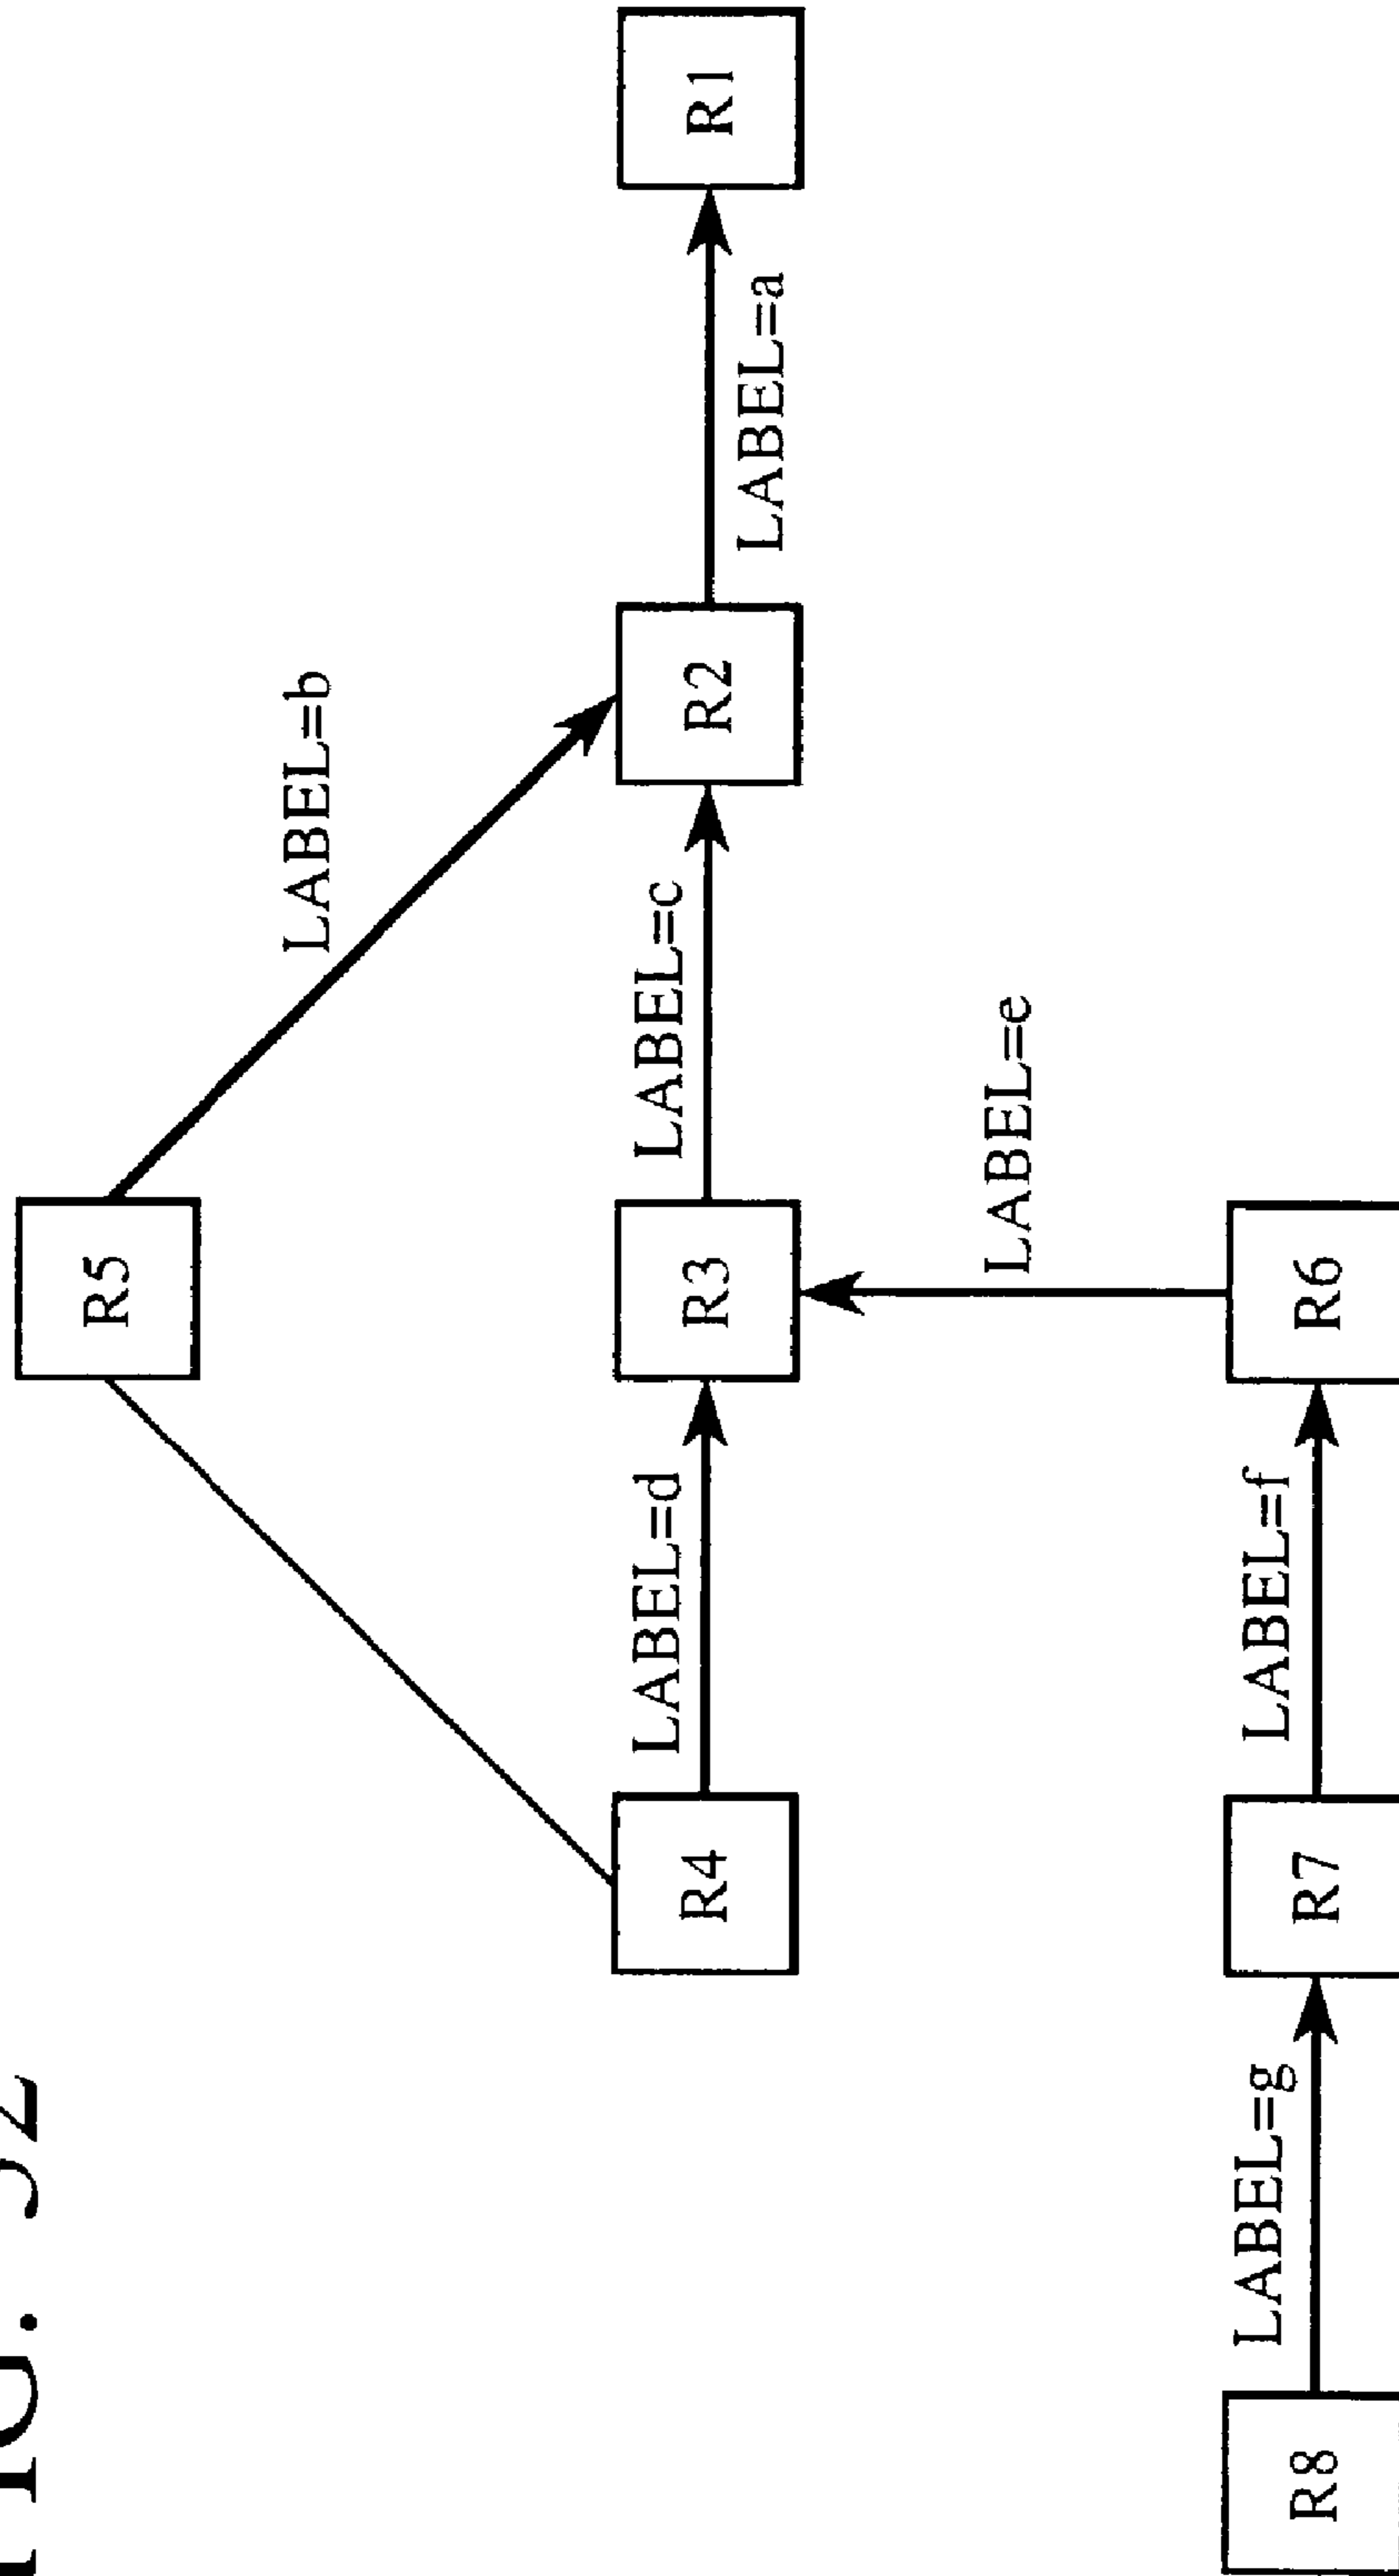 FIG. 32
R5
LABEL=b
R4
LABEL=d
R3
LABEL=c
R2
LABEL=a
R1
LABEL=e
R8
LABEL=g
R7
LABEL=f
R6